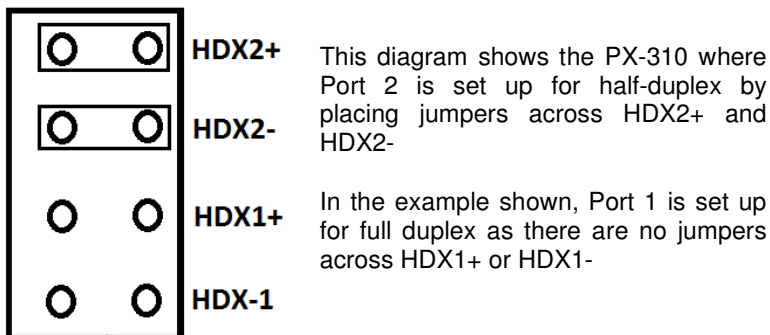 HDX2+
HDX2-
HDX1+
HDX-1
This diagram shows the PX-310 where
Port 2 is set up for half-duplex by
placing jumpers across HDX2+ and
HDX2-
In the example shown, Port 1 is set up
for full duplex as there are no jumpers
across HDX1+ or HDX1-